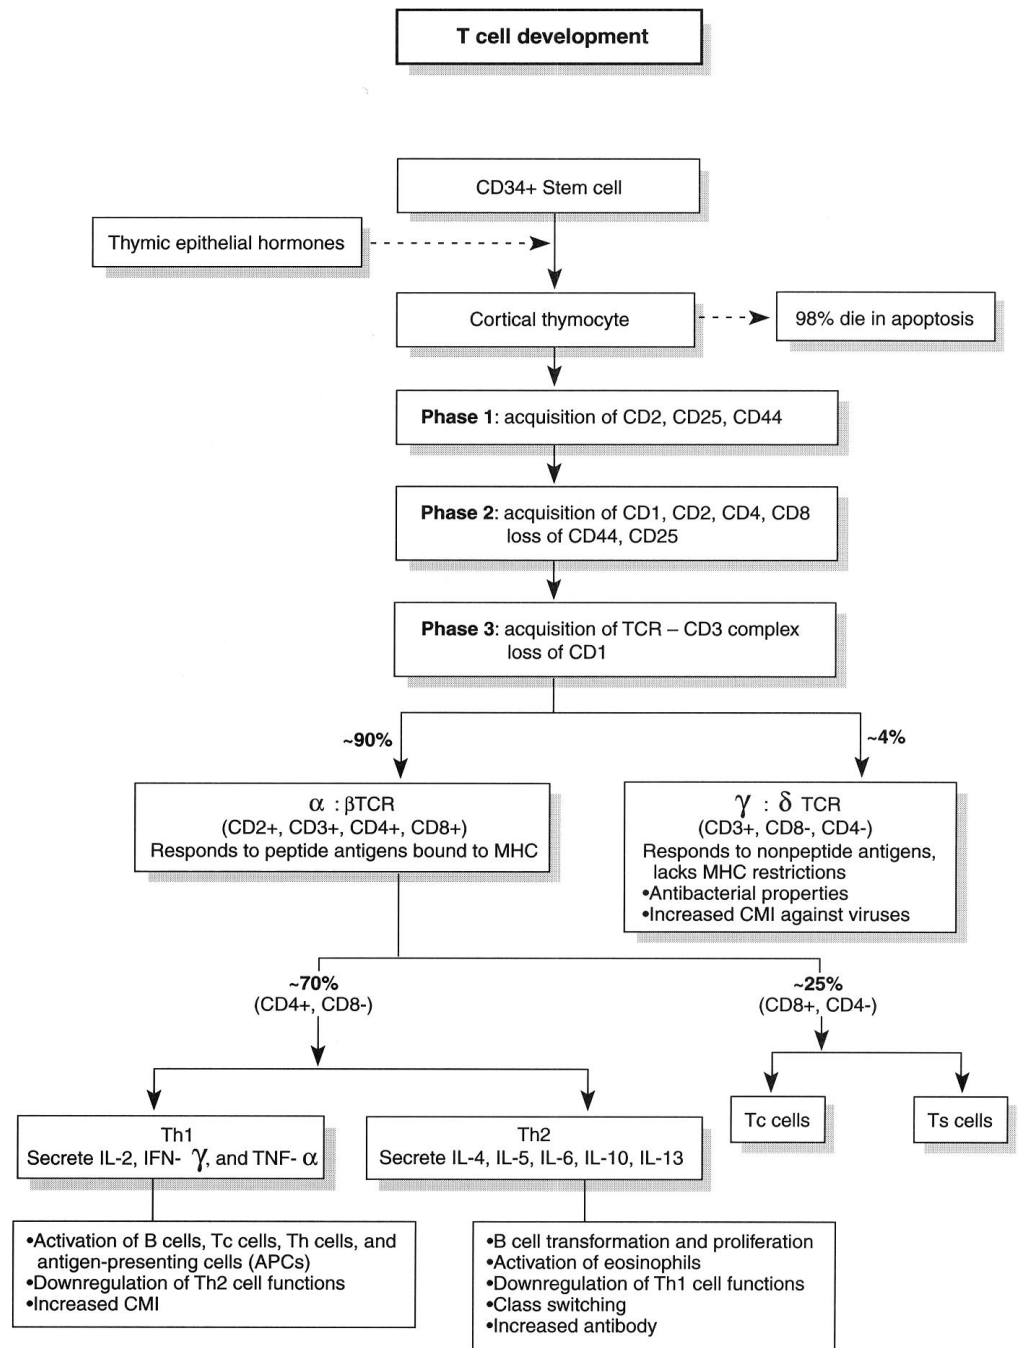 T cell development
CD34+ Stem cell
Thymic epithelial hormones
Cortical thymocyte
98% die in apoptosis
Phase 1: acquisition of CD2, CD25, CD44
Phase 2: acquisition of CD1, CD2, CD4, CD8
loss of CD44, CD25
Phase 3: acquisition of TCR – CD3 complex
loss of CD1
~90%
~4%
α : βTCR
(CD2+, CD3+, CD4+, CD8+)
Responds to peptide antigens bound to MHC
γ : δ TCR
(CD3+, CD8-, CD4-)
Responds to nonpeptide antigens,
lacks MHC restrictions
•Antibacterial properties
•Increased CMI against viruses
~70%
(CD4+, CD8-)
~25%
(CD8+, CD4-)
Th1
Secrete IL-2, IFN- γ, and TNF- α
Th2
Secrete IL-4, IL-5, IL-6, IL-10, IL-13
Tc cells
Ts cells
•Activation of B cells, Tc cells, Th cells, and
antigen-presenting cells (APCs)
•Downregulation of Th2 cell functions
•Increased CMI
•B cell transformation and proliferation
•Activation of eosinophils
•Downregulation of Th1 cell functions
•Class switching
•Increased antibody